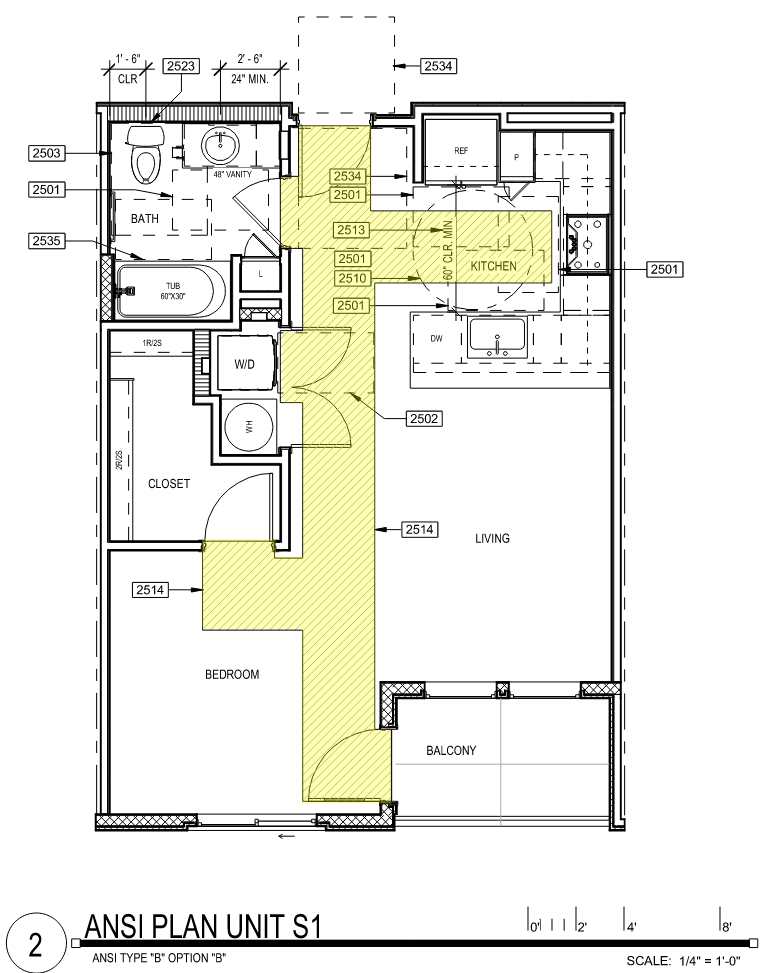 1' - 6"
CLR
2523
2' - 6"
24" MIN.
2534
2503
2501
2535
BATH
48" VANITY
TUB
60"X30"
L
REF
P
2534
2501
2513
2501
2510
2501
60" CLR. MIN
KITCHEN
2501
DW
1R/2S
W/D
WH
2R/2S
CLOSET
2502
2514
LIVING
2514
BEDROOM
BALCONY
2
ANSI PLAN UNIT S1
ANSI TYPE "B" OPTION "B"
0' 2' 4' 8'
SCALE: 1/4" = 1'-0"